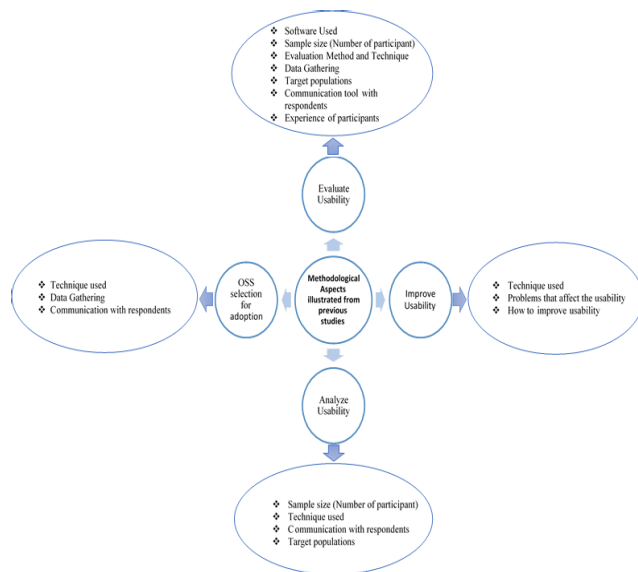 ❖ Software Used
❖ Sample size (Number of participant)
❖ Evaluation Method and Technique
❖ Data Gathering
❖ Target populations
❖ Communication tool with
respondents
❖ Experience of participants
Evaluate
Usability
❖ Technique used
❖ Data Gathering
❖ Communication with respondents
OSS
selection for
adoption
Methodological
Aspects
illustrated from
previous
studies
Improve
Usability
❖ Technique used
❖ Problems that affect the usability
❖ How to improve usability
Analyze
Usability
❖ Sample size (Number of participant)
❖ Technique used
❖ Communication with respondents
❖ Target populations